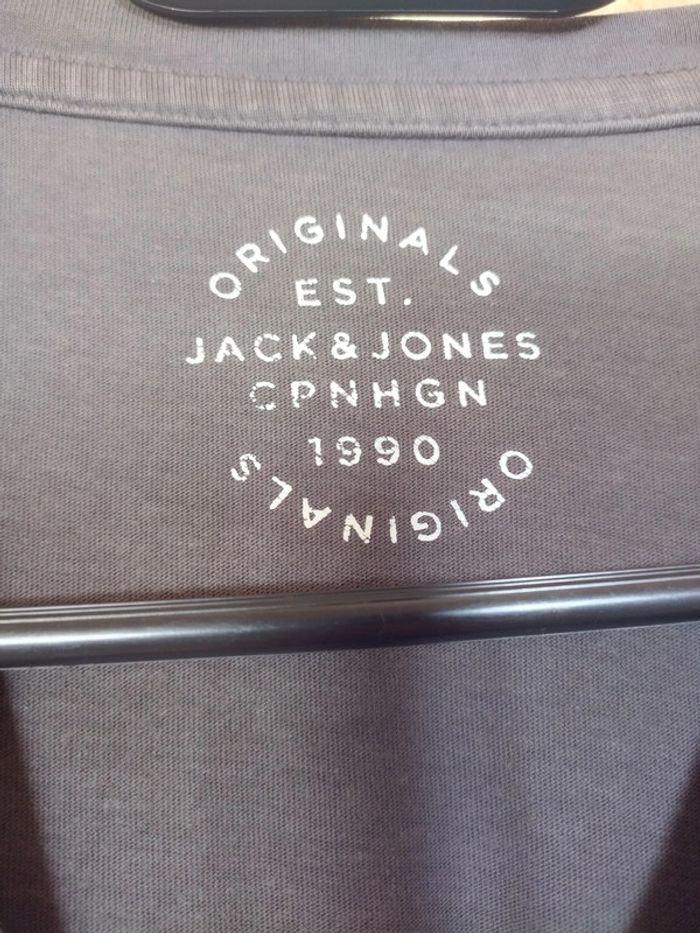 ORIGINALS
EST.
JACK & JONES
CPNHGN
1990
ORIGINALS